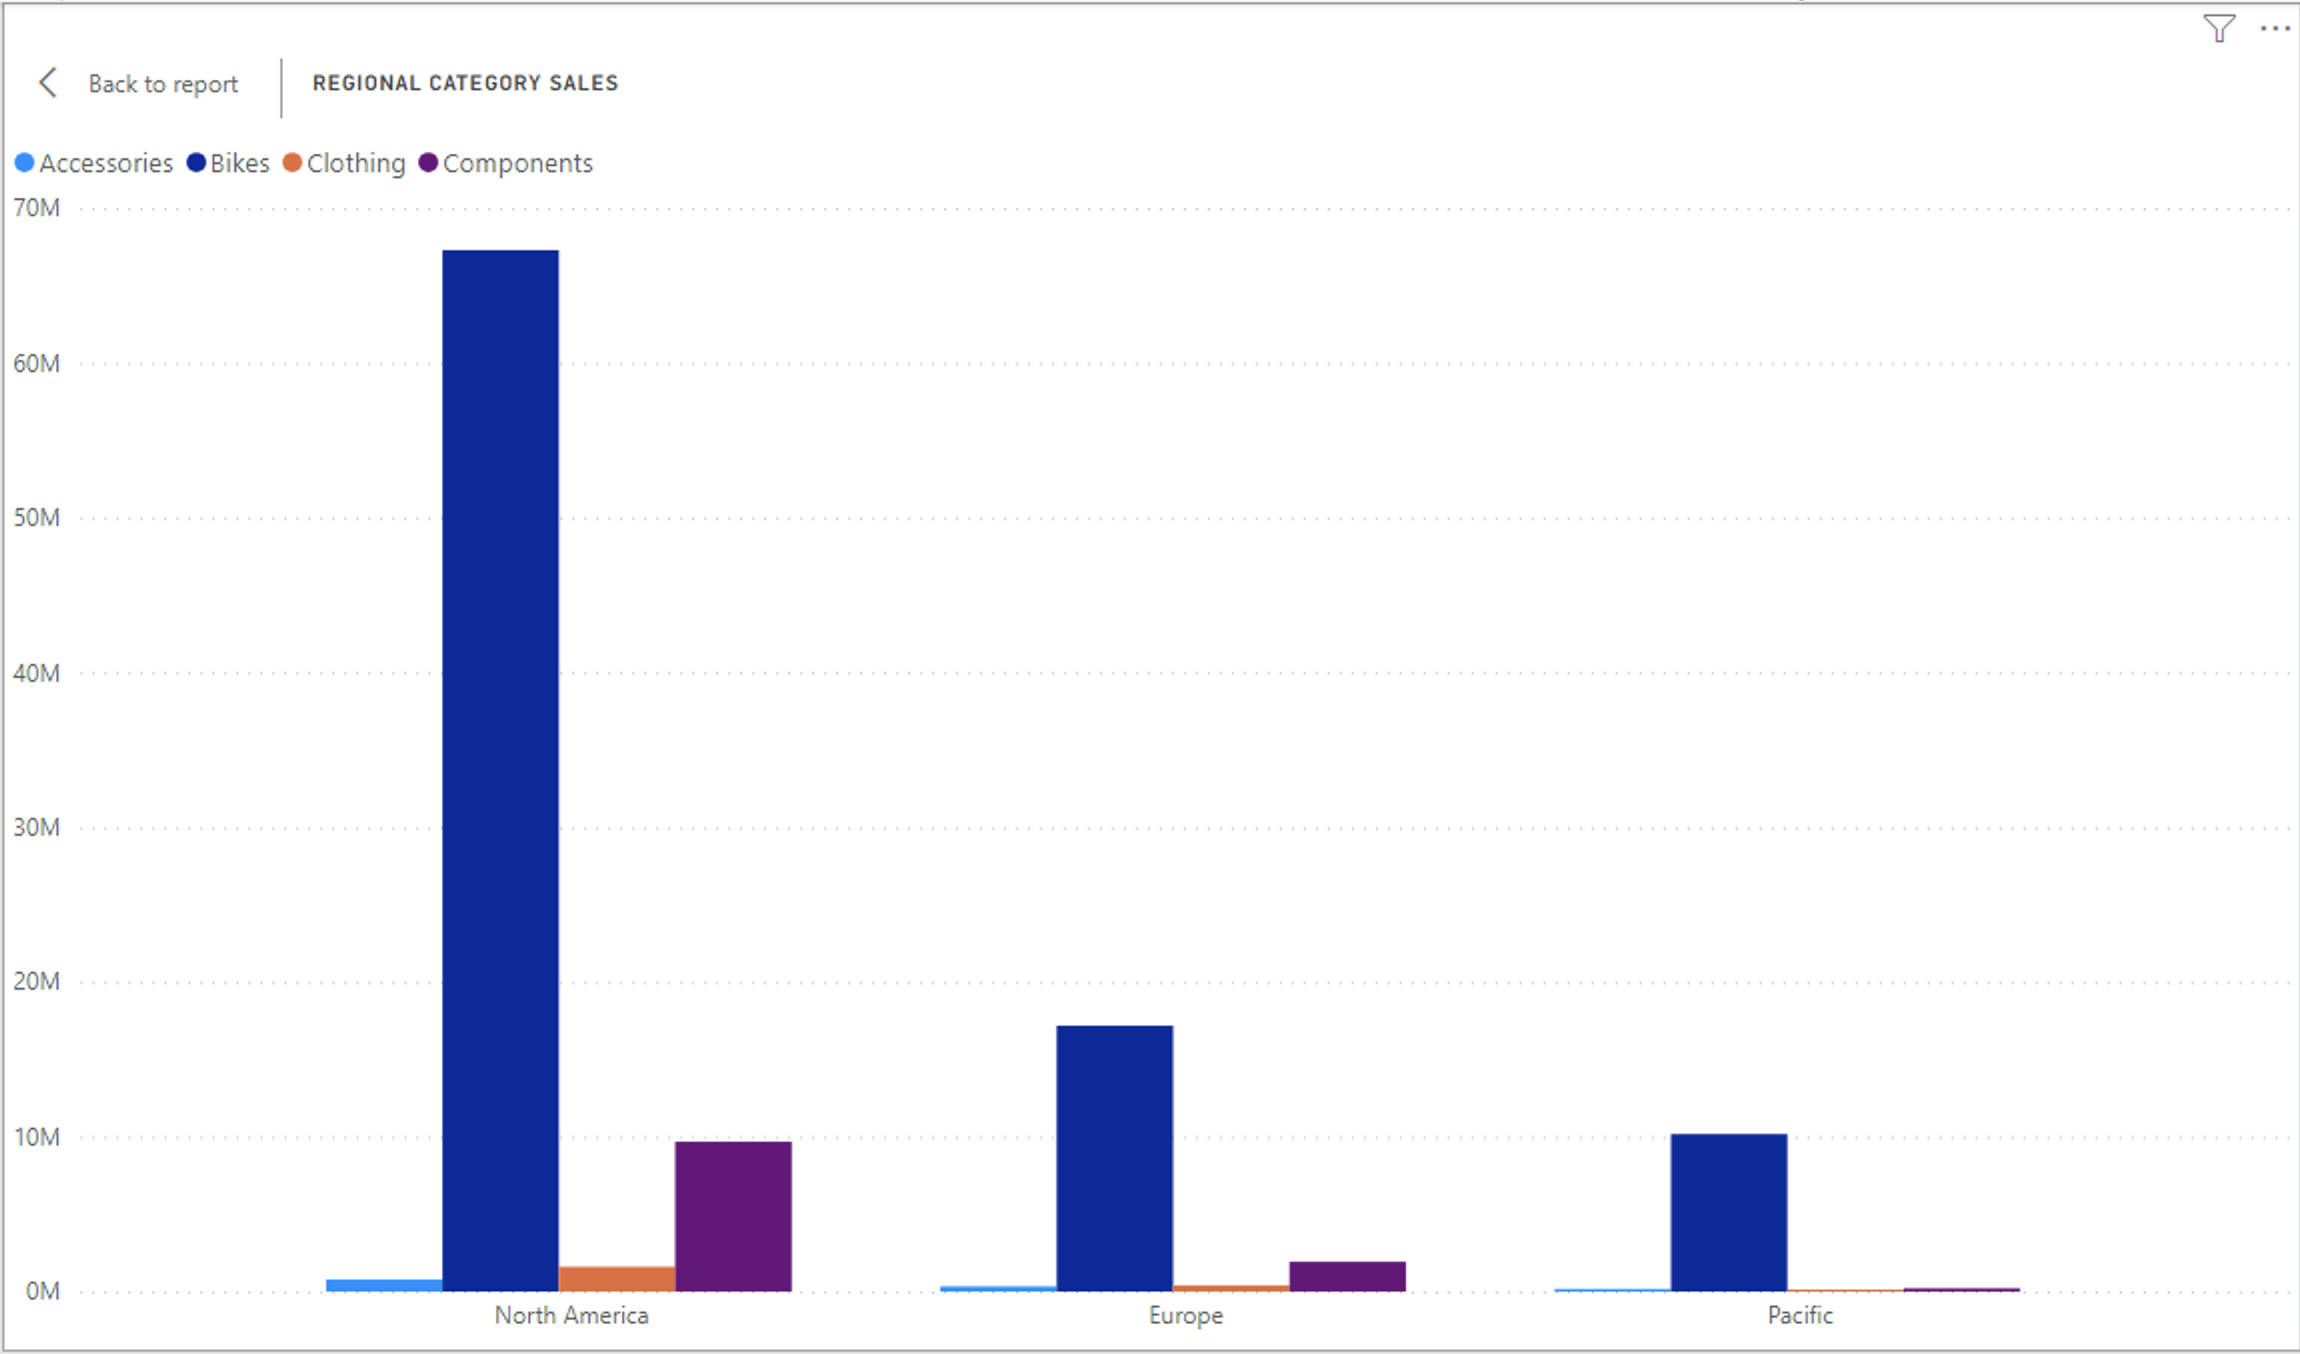 Back to report
REGIONAL CATEGORY SALES
Accessories Bikes Clothing Components
70M
60M
50M
40M
30M
20M
10M
0M
North America Europe Pacific